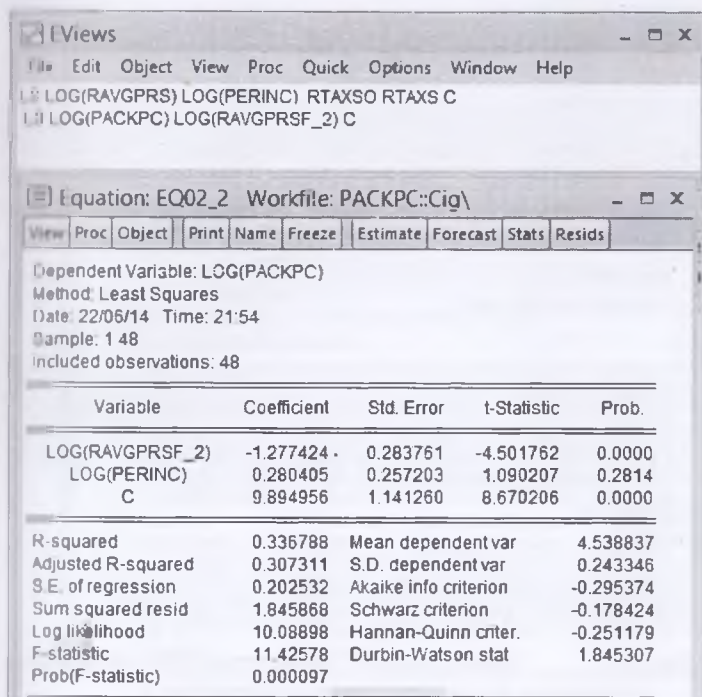 EViews
File Edit Object View Proc Quick Options Window Help
LS LOG(RAVGPRS) LOG(PERINC) RTAXSO RTAXS C
LS LOG(PACKPC) LOG(RAVGPRSF_2) C
Equation: EQ02_2 Workfile: PACKPC::Cig\
View Proc Object Print Name Freeze Estimate Forecast Stats Resids
Dependent Variable: LOG(PACKPC)
Method: Least Squares
Date: 22/06/14 Time: 21:54
Sample: 1 48
Included observations: 48
Variable Coefficient Std. Error t-Statistic Prob.
LOG(RAVGPRSF_2) -1.277424 0.283761 -4.501762 0.0000
LOG(PERINC) 0.280405 0.257203 1.090207 0.2814
C 9.894956 1.141260 8.670206 0.0000
R-squared 0.336788 Mean dependent var 4.538837
Adjusted R-squared 0.307311 S.D. dependent var 0.243346
S.E. of regression 0.202532 Akaike info criterion -0.295374
Sum squared resid 1.845868 Schwarz criterion -0.178424
Log likelihood 10.08898 Hannan-Quinn criter. -0.251179
F-statistic 11.42578 Durbin-Watson stat 1.845307
Prob(F-statistic) 0.000097